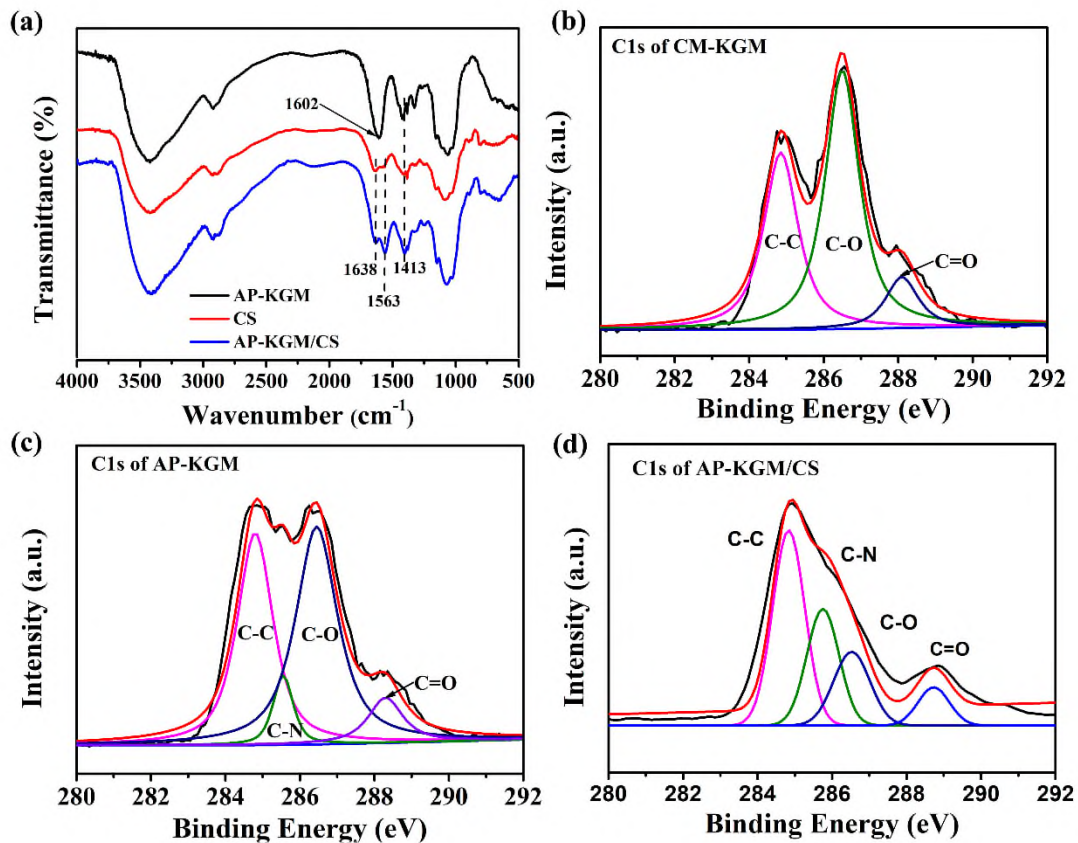 (a)
Transmittance (%)
1602
1638
1563
1413
AP-KGM
CS
AP-KGM/CS
4000 3500 3000 2500 2000 1500 1000 500
Wavenumber (cm⁻¹)
(b)
C1s of CM-KGM
Intensity (a.u.)
C-C
C-O
C=O
280 282 284 286 288 290 292
Binding Energy (eV)
(c)
C1s of AP-KGM
Intensity (a.u.)
C-C
C-O
C=O
C-N
280 282 284 286 288 290 292
Binding Energy (eV)
(d)
C1s of AP-KGM/CS
Intensity (a.u.)
C-C
C-N
C-O
C=O
280 282 284 286 288 290 292
Binding Energy (eV)